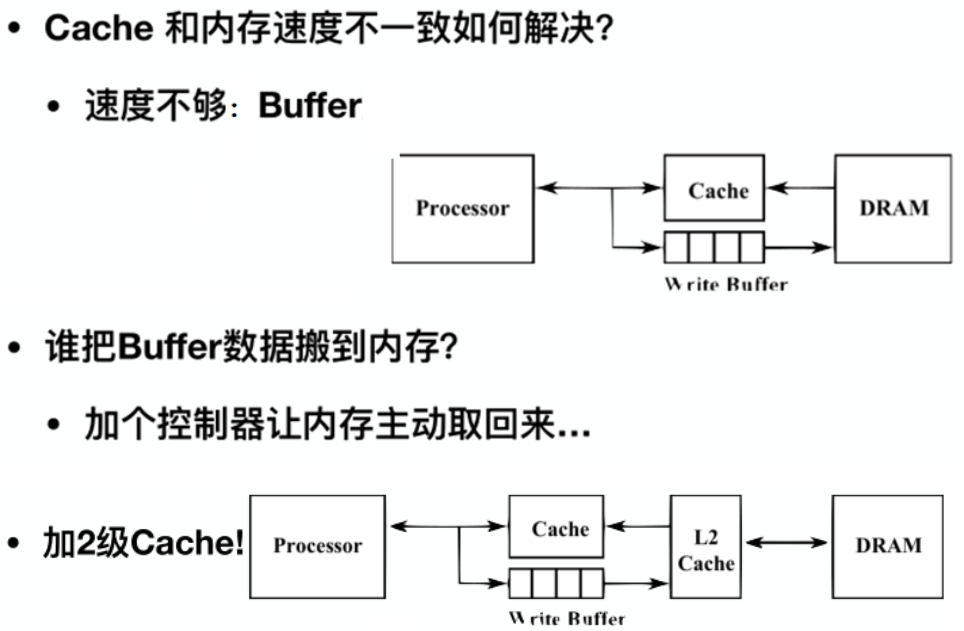 • Cache 和内存速度不一致如何解决?
• 速度不够：Buffer
Processor
Cache
DRAM
Write Buffer
• 谁把Buffer数据搬到内存?
• 加个控制器让内存主动取回来...
• 加2级Cache!
Processor
Cache
L2
Cache
DRAM
Write Buffer